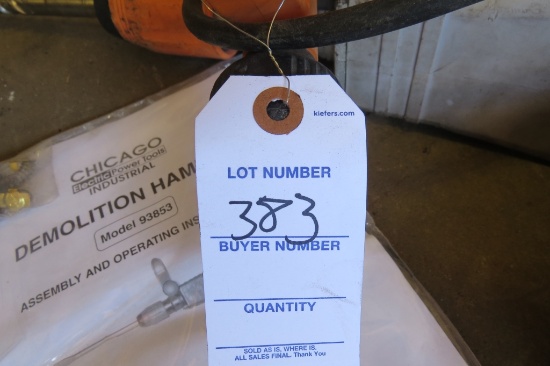 kiefers.com
LOT NUMBER
383
BUYER NUMBER
QUANTITY
SOLD AS IS, WHERE IS.
ALL SALES FINAL. Thank You
CHICAGO
Electric Power Tools
INDUSTRIAL
DEMOLITION HAM
Model 93853
ASSEMBLY AND OPERATING INS